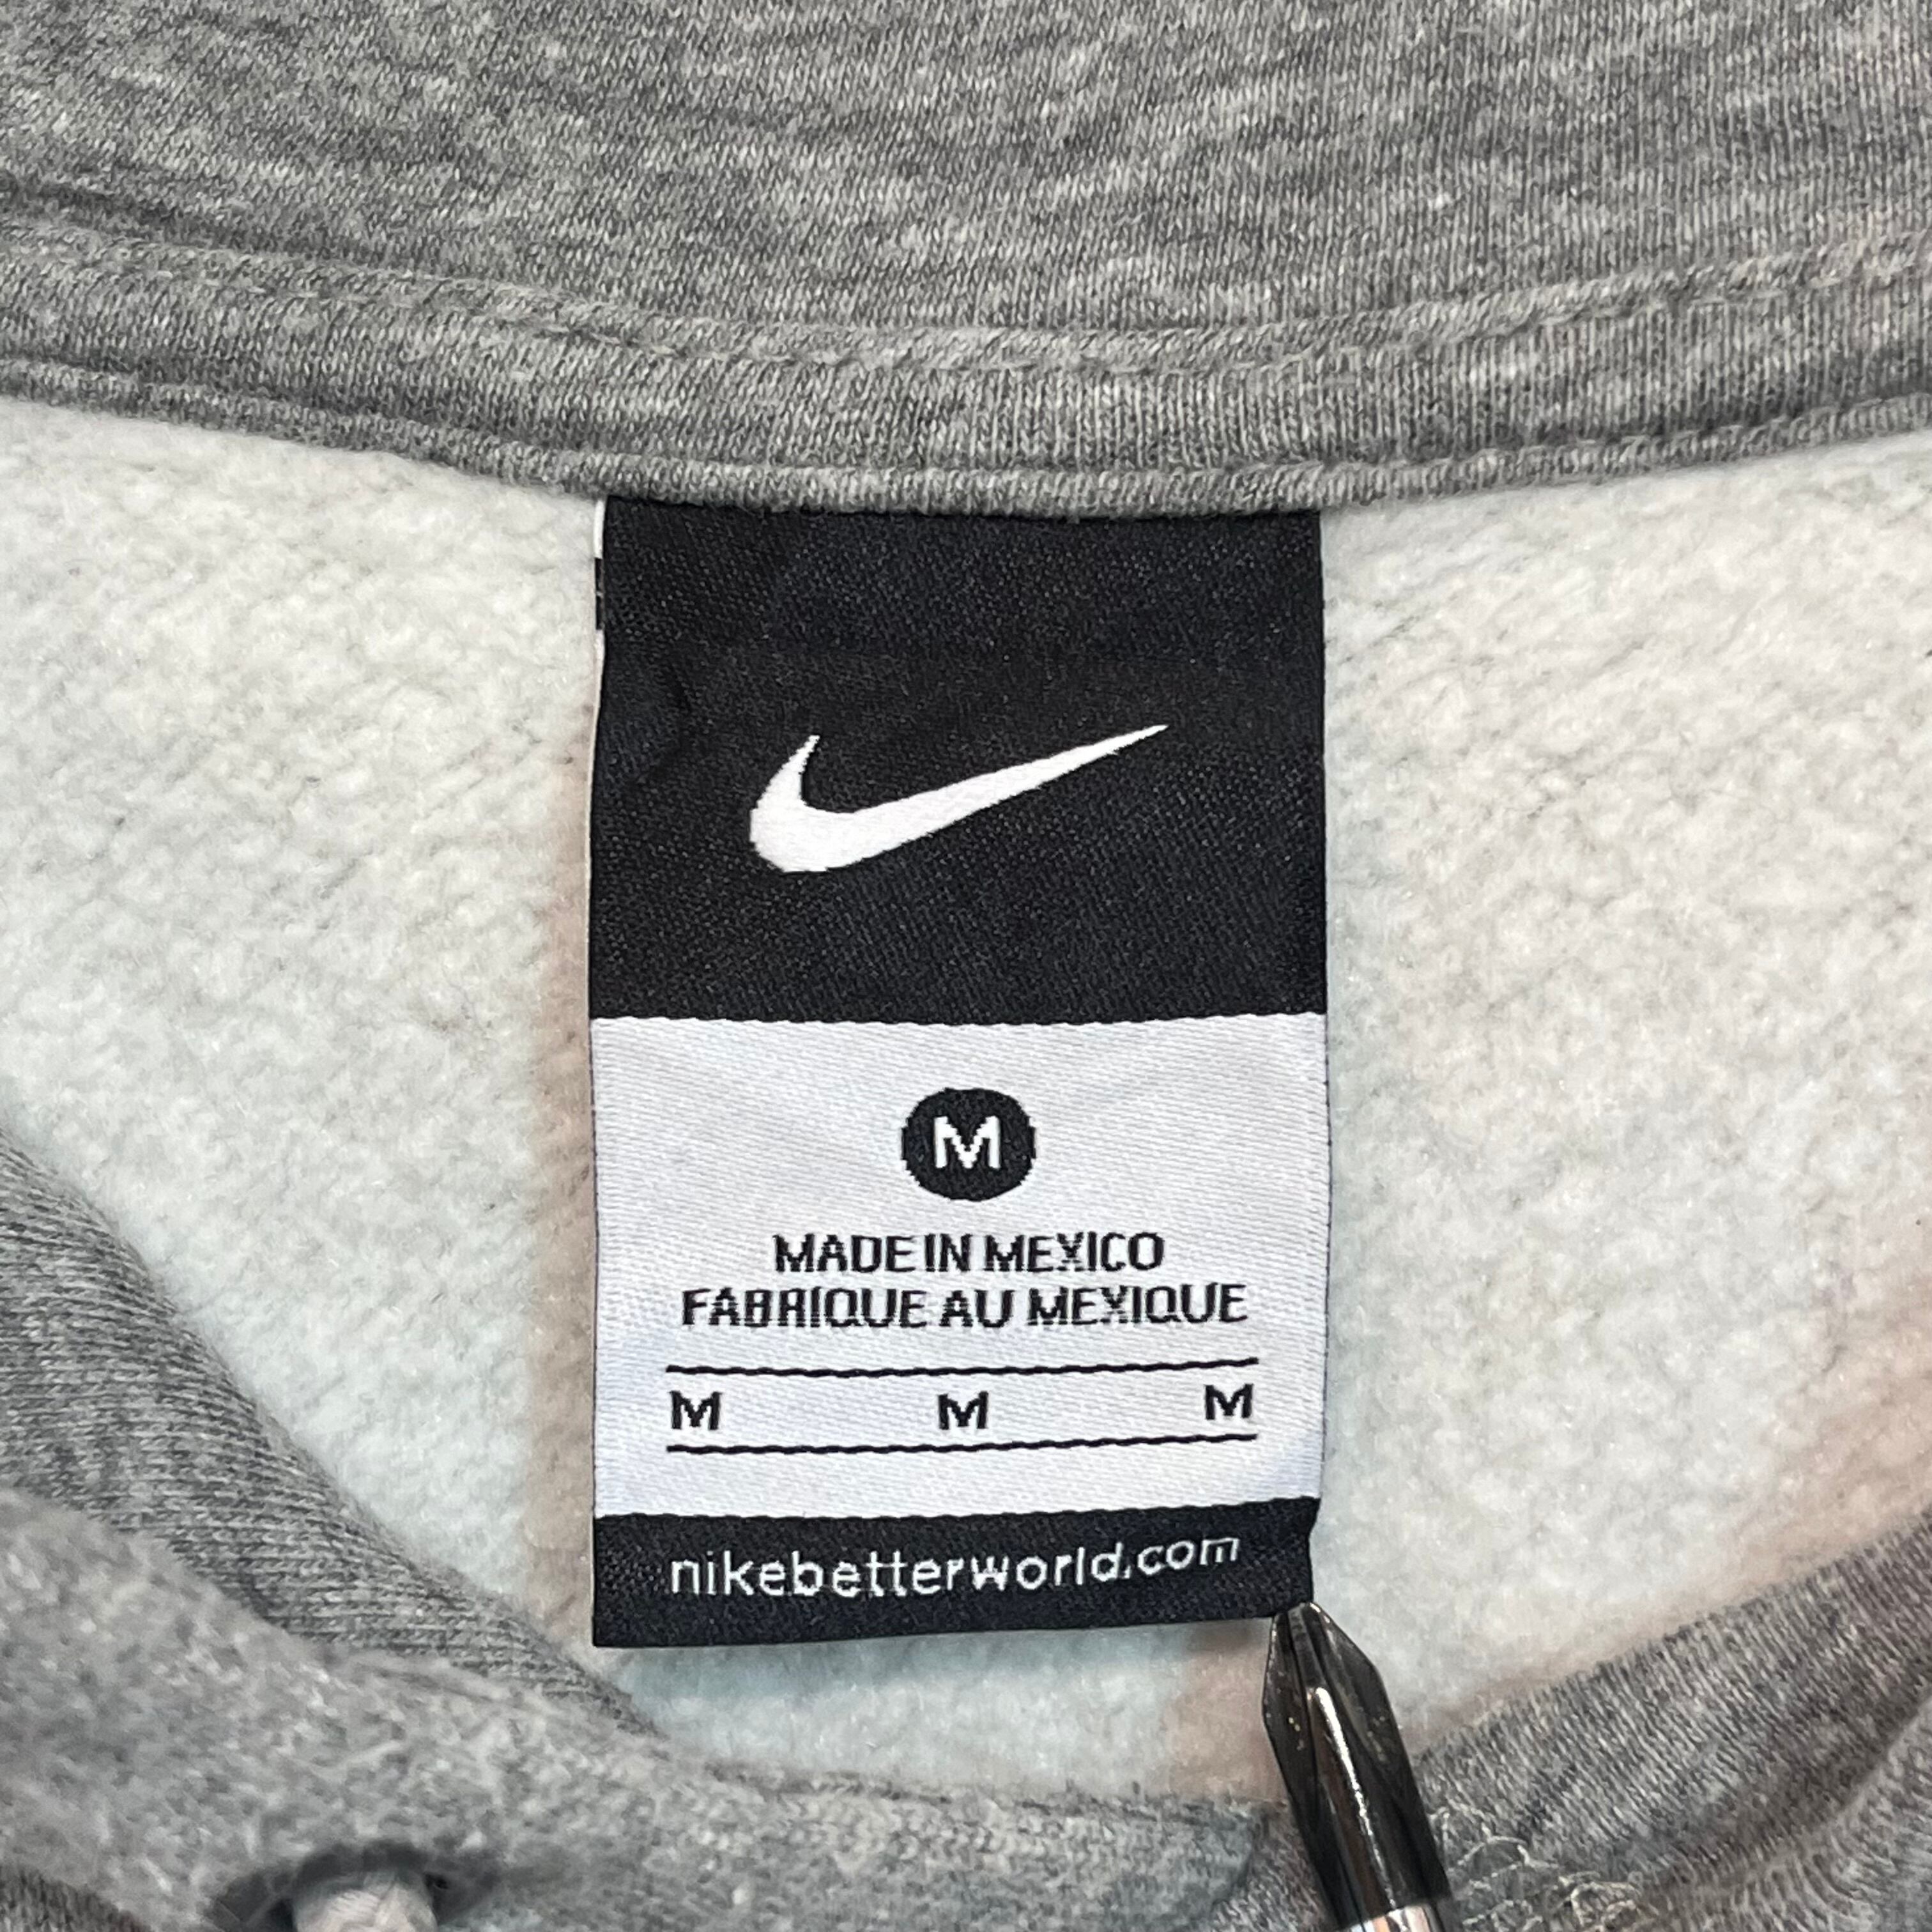 M
MADE IN MEXICO
FABRIQUE AU MEXIQUE
M M M
nikebetterworld.com